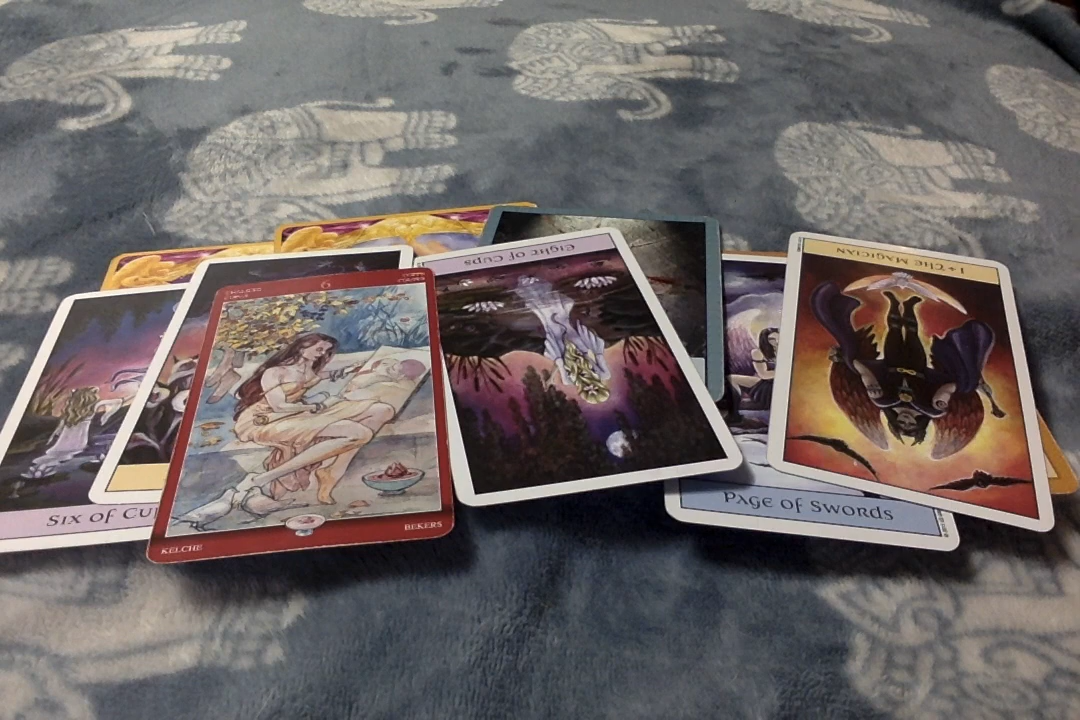 SIX OF CU
6
KELCHE
BEKERS
Eight of Cups
PAGE OF SWORDS
1 + THE MAGICIAN